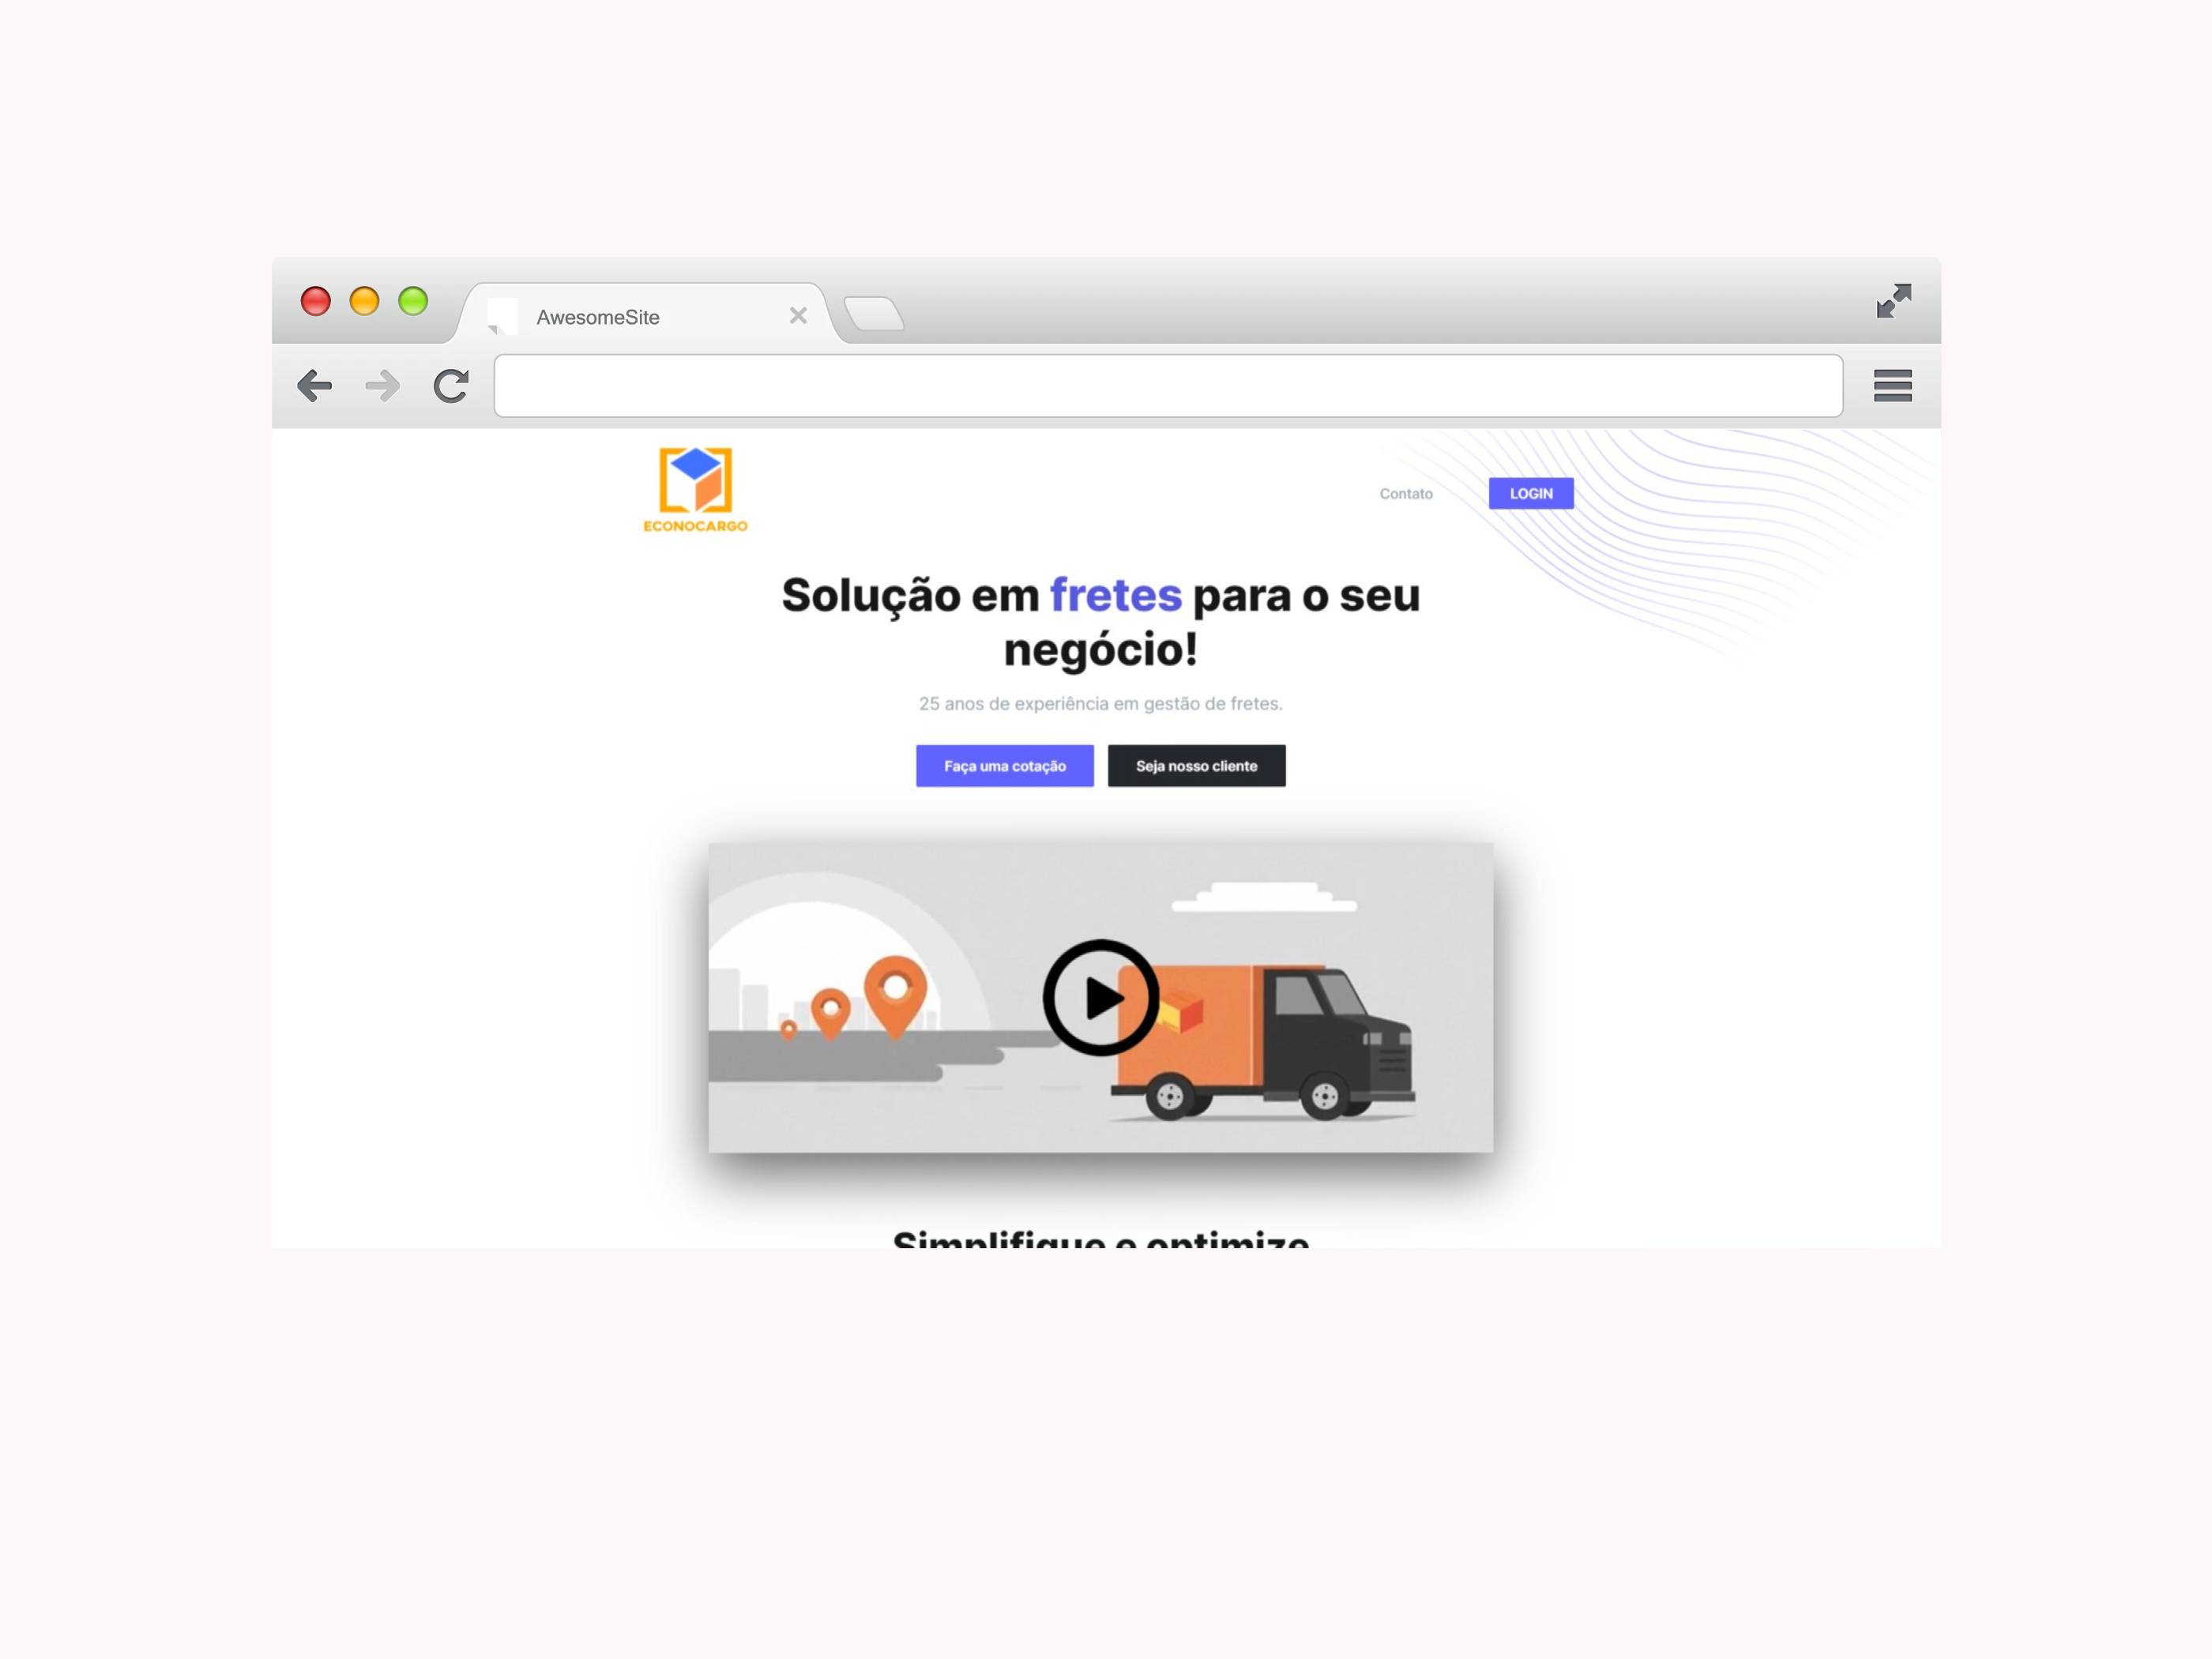 AwesomeSite
ECONOCARGO
Contato
LOGIN
Solução em fretes para o seu
negócio!
25 anos de experiência em gestão de fretes.
Faça uma cotação
Seja nosso cliente
Simplifique e optimize